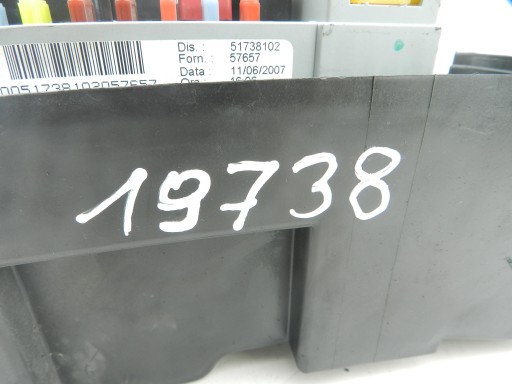 Dis.: 51738102
Forn.: 57657
Data: 11/06/2007
19738